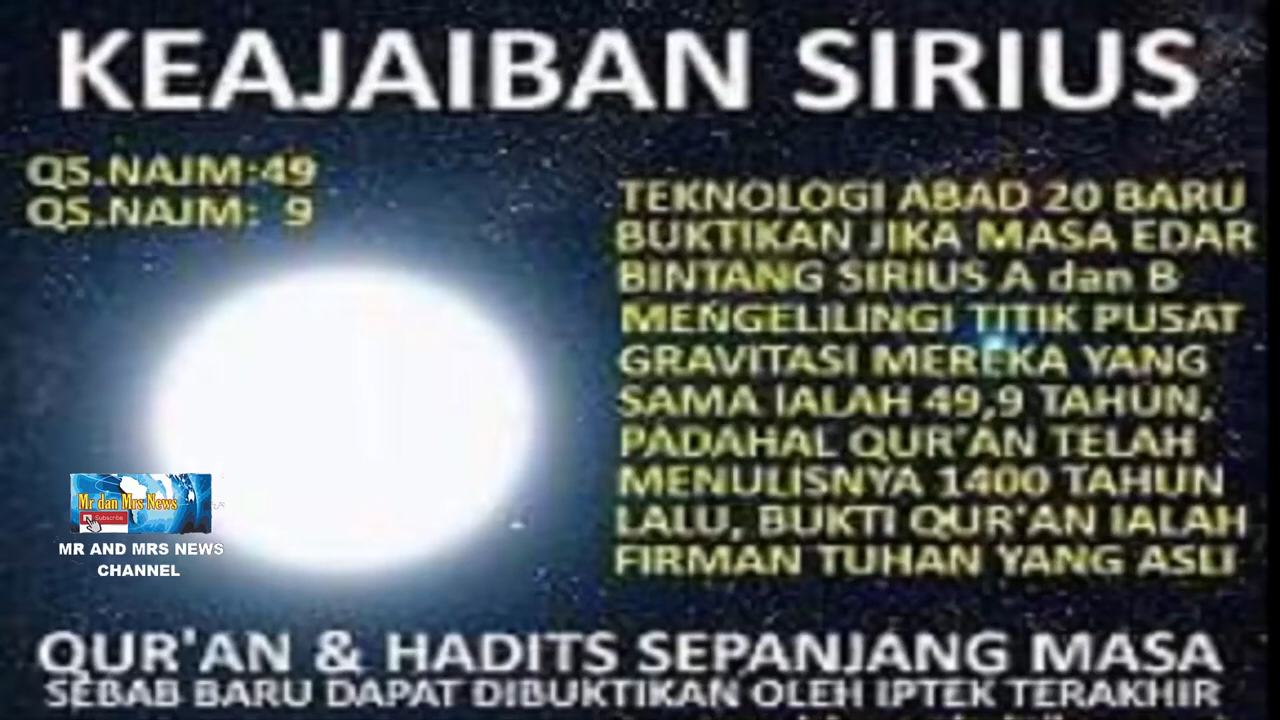 KEAJAIBAN SIRIUS
QS.NAJM:49
QS.NAJM: 9
TEKNOLOGI ABAD 20 BARU
BUKTIKAN JIKA MASA EDAR
BINTANG SIRIUS A dan B
MENGELILINGI TITIK PUSAT
GRAVITASI MEREKA YANG
SAMA IALAH 49,9 TAHUN,
PADAHAL QUR'AN TELAH
MENULISNYA 1400 TAHUN
LALU, BUKTI QUR'AN IALAH
FIRMAN TUHAN YANG ASLI
Mr dan Mrs News
Subscribe
MR AND MRS NEWS
CHANNEL
QUR'AN & HADITS SEPANJANG MASA
SEBAB BARU DAPAT DIBUKTIKAN OLEH IPTEK TERAKHIR